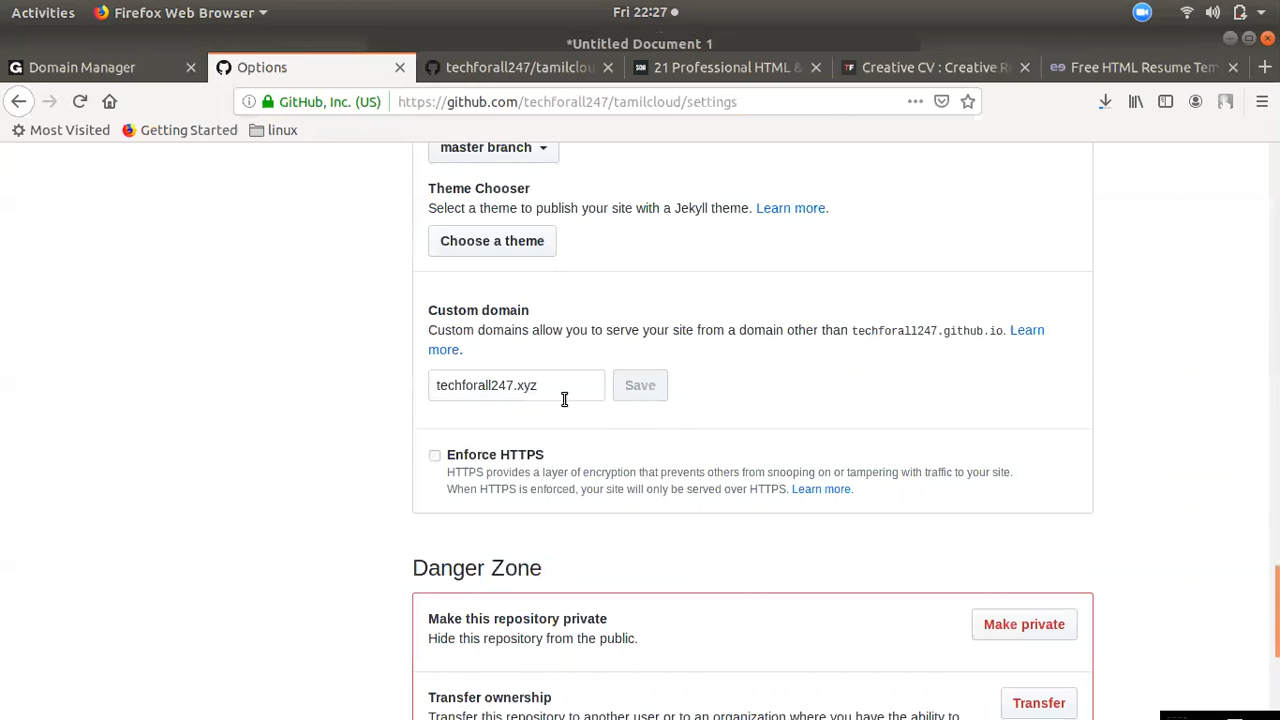 Activities Firefox Web Browser Fri 22:27
*Untitled Document 1
Domain Manager Options techforall247/tamilclou 21 Professional HTML & Creative CV : Creative R Free HTML Resume Tem
GitHub, Inc. (US) https://github.com/techforall247/tamilcloud/settings
Most Visited Getting Started linux
master branch
Theme Chooser
Select a theme to publish your site with a Jekyll theme. Learn more.
Choose a theme
Custom domain
Custom domains allow you to serve your site from a domain other than techforall247.github.io. Learn
more.
techforall247.xyz Save
Enforce HTTPS
HTTPS provides a layer of encryption that prevents others from snooping on or tampering with traffic to your site.
When HTTPS is enforced, your site will only be served over HTTPS. Learn more.
Danger Zone
Make this repository private
Hide this repository from the public.
Make private
Transfer ownership
Transfer this repository to another user or to an organization where you have the ability to
Transfer